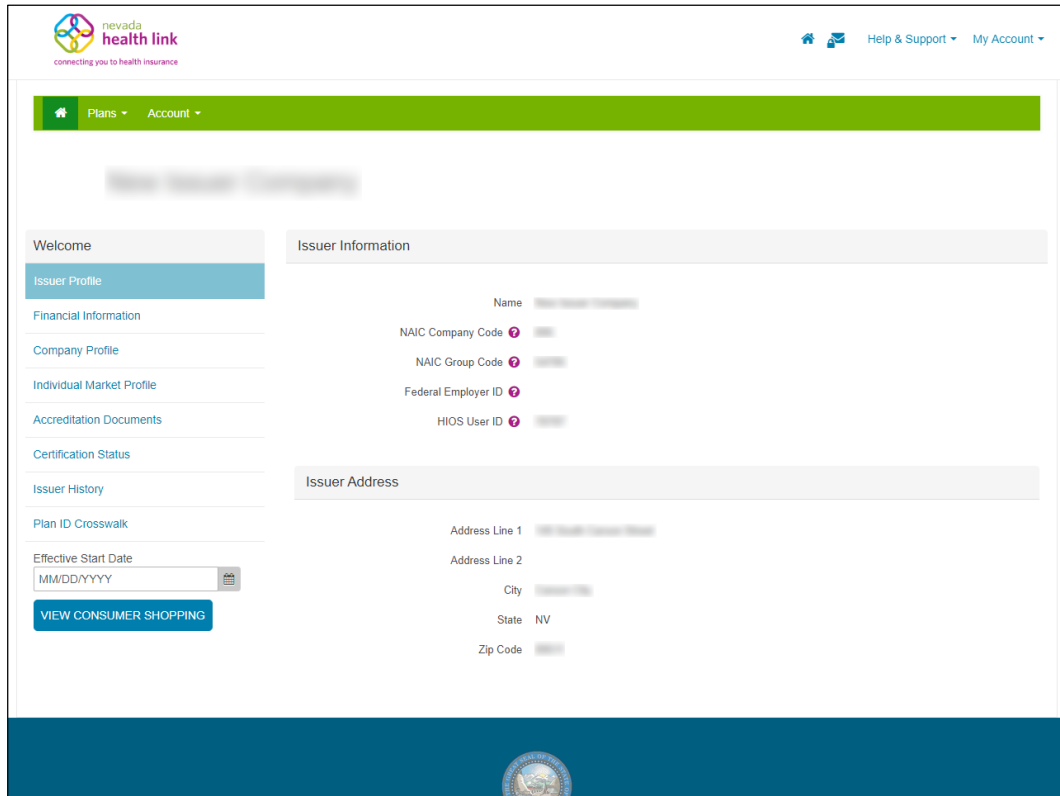 nevada
health link
connecting you to health insurance
Help & Support
My Account
Plans
Account
Welcome
Issuer Profile
Financial Information
Company Profile
Individual Market Profile
Accreditation Documents
Certification Status
Issuer History
Plan ID Crosswalk
Effective Start Date
MM/DD/YYYY
VIEW CONSUMER SHOPPING
Issuer Information
Name
NAIC Company Code ?
NAIC Group Code ?
Federal Employer ID ?
HIOS User ID ?
Issuer Address
Address Line 1
Address Line 2
City
State NV
Zip Code